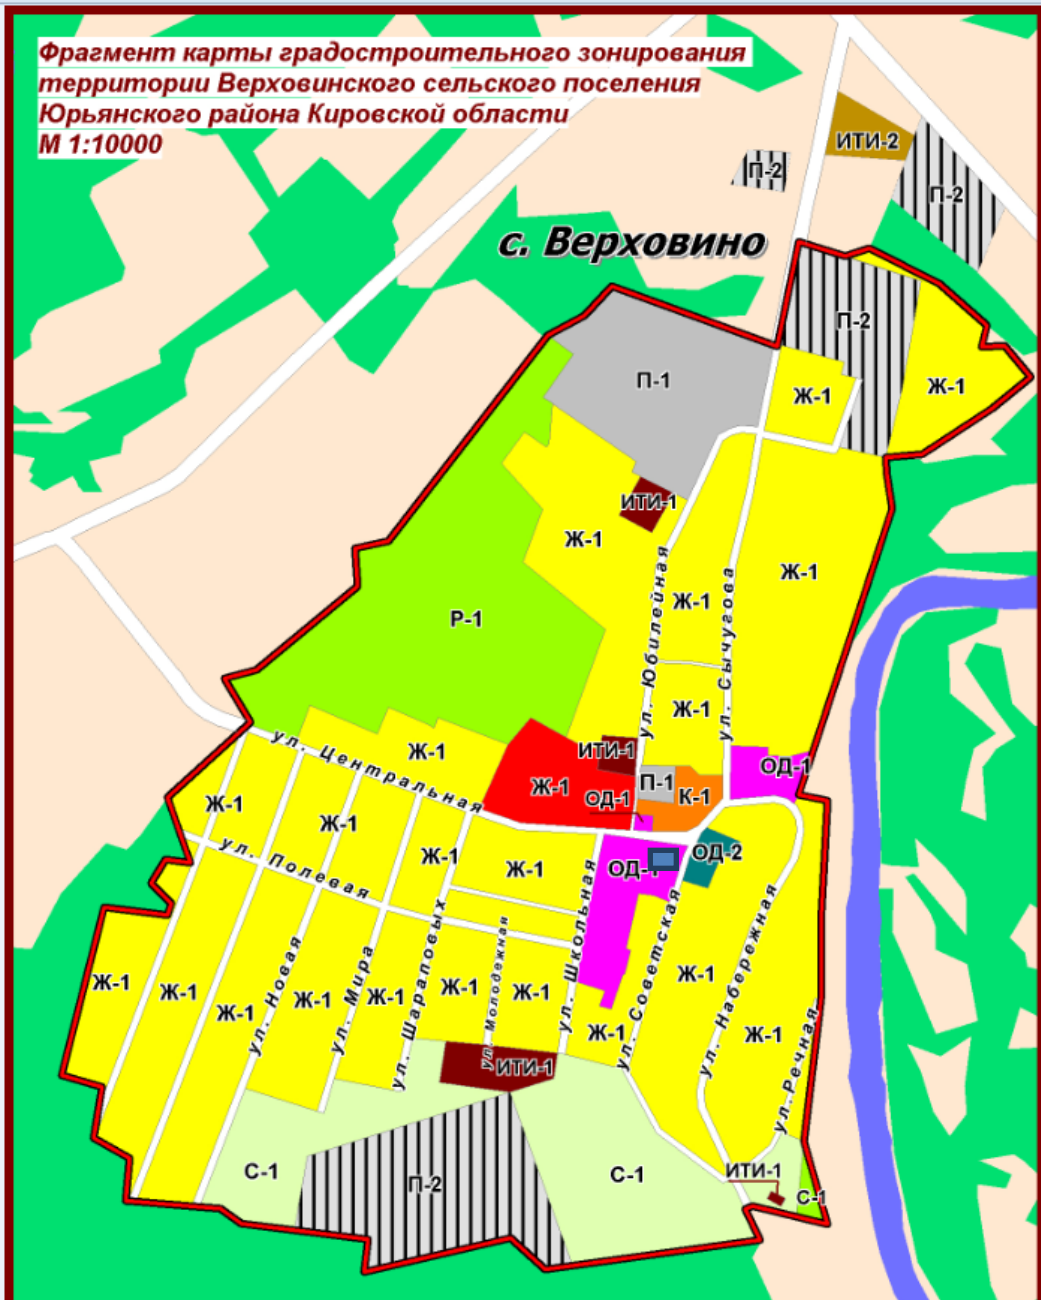 Фрагмент карты градостроительного зонирования
территории Верховинского сельского поселения
Юрьянского района Кировской области
М 1:10000
ИТИ-2
П-2
П-2
с. Верховино
П-2
П-1
Ж-1
Ж-1
ИТИ-1
Ж-1
Ж-1
Ж-1
Р-1
ул. Юбилейная
ул. Сычугова
Ж-1
ул. Центральная
Ж-1
ИТИ-1
ОД-1
Ж-1
П-1
К-1
ОД-1
Ж-1
Ж-1
ул. Полевая
Ж-1
Ж-1
ОД-1
ОД-2
Ж-1
Ж-1
Ж-1
ул. Новая
Ж-1
ул. Мира
Ж-1
ул. Шараповых
Ж-1
ул. Молодежная
Ж-1
ул. Школьная
Ж-1
ул. Советская
Ж-1
ул. Набережная
Ж-1
ул. Речная
ИТИ-1
С-1
П-2
С-1
ИТИ-1
С-1